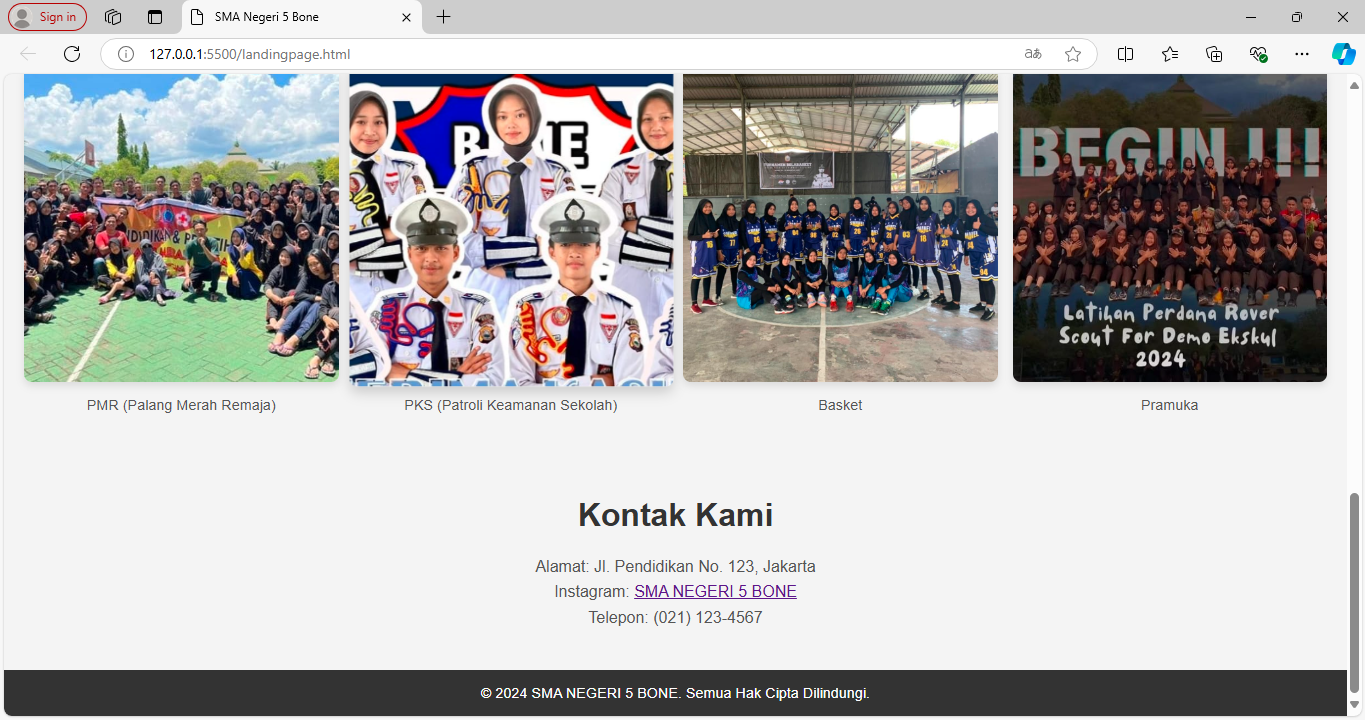 Sign in
SMA Negeri 5 Bone
127.0.0.1:5500/landingpage.html
BONE
BEGIN !!!
Latihan Perdana Rover
Scout For Demo Ekskul
2024
PMR (Palang Merah Remaja)
PKS (Patroli Keamanan Sekolah)
Basket
Pramuka
Kontak Kami
Alamat: Jl. Pendidikan No. 123, Jakarta
Instagram: SMA NEGERI 5 BONE
Telepon: (021) 123-4567
© 2024 SMA NEGERI 5 BONE. Semua Hak Cipta Dilindungi.